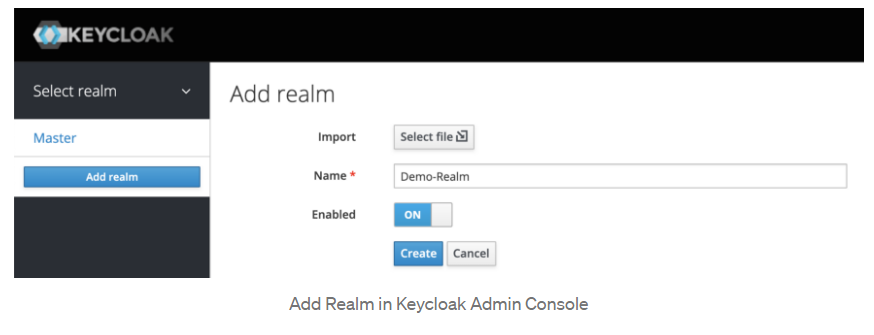 KEYCLOAK
Select realm
Add realm
Import
Select file
Master
Name *
Demo-Realm
Add realm
Enabled
ON
Create
Cancel
Add Realm in Keycloak Admin Console